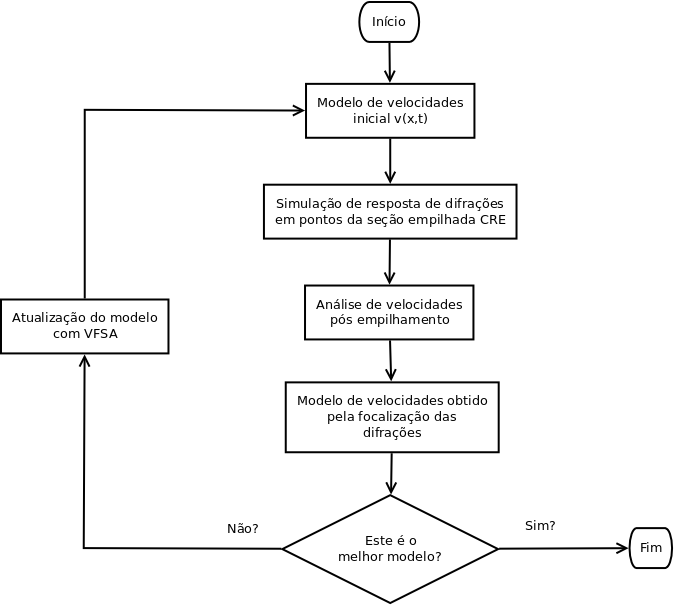 Início
Modelo de velocidades
inicial v(x,t)
Simulação de resposta de difrações
em pontos da seção empilhada CRE
Análise de velocidades
pós empilhamento
Atualização do modelo
com VFSA
Modelo de velocidades obtido
pela focalização das
difrações
Não?
Sim?
Este é o
melhor modelo?
Fim